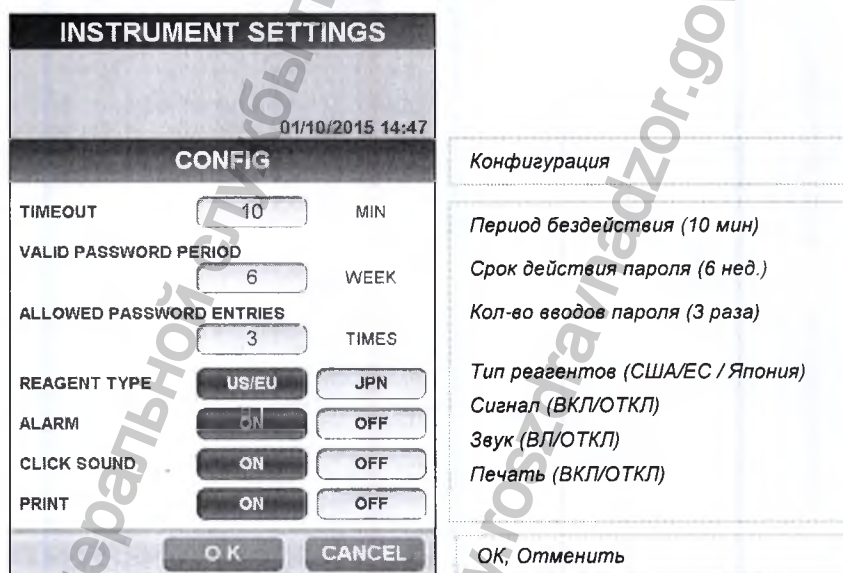 INSTRUMENT SETTINGS
01/10/2015 14:47
CONFIG
TIMEOUT 10 MIN
VALID PASSWORD PERIOD
6 WEEK
ALLOWED PASSWORD ENTRIES
3 TIMES
REAGENT TYPE US/EU JPN
ALARM ON OFF
CLICK SOUND ON OFF
PRINT ON OFF
OK CANCEL
Конфигурация
Период бездействия (10 мин)
Срок действия пароля (6 нед.)
Кол-во вводов пароля (3 раза)
Тип реагентов (США/ЕС / Япония)
Сигнал (ВКЛ/ОТКЛ)
Звук (ВЛ/ОТКЛ)
Печать (ВКЛ/ОТКЛ)
ОК, Отменить